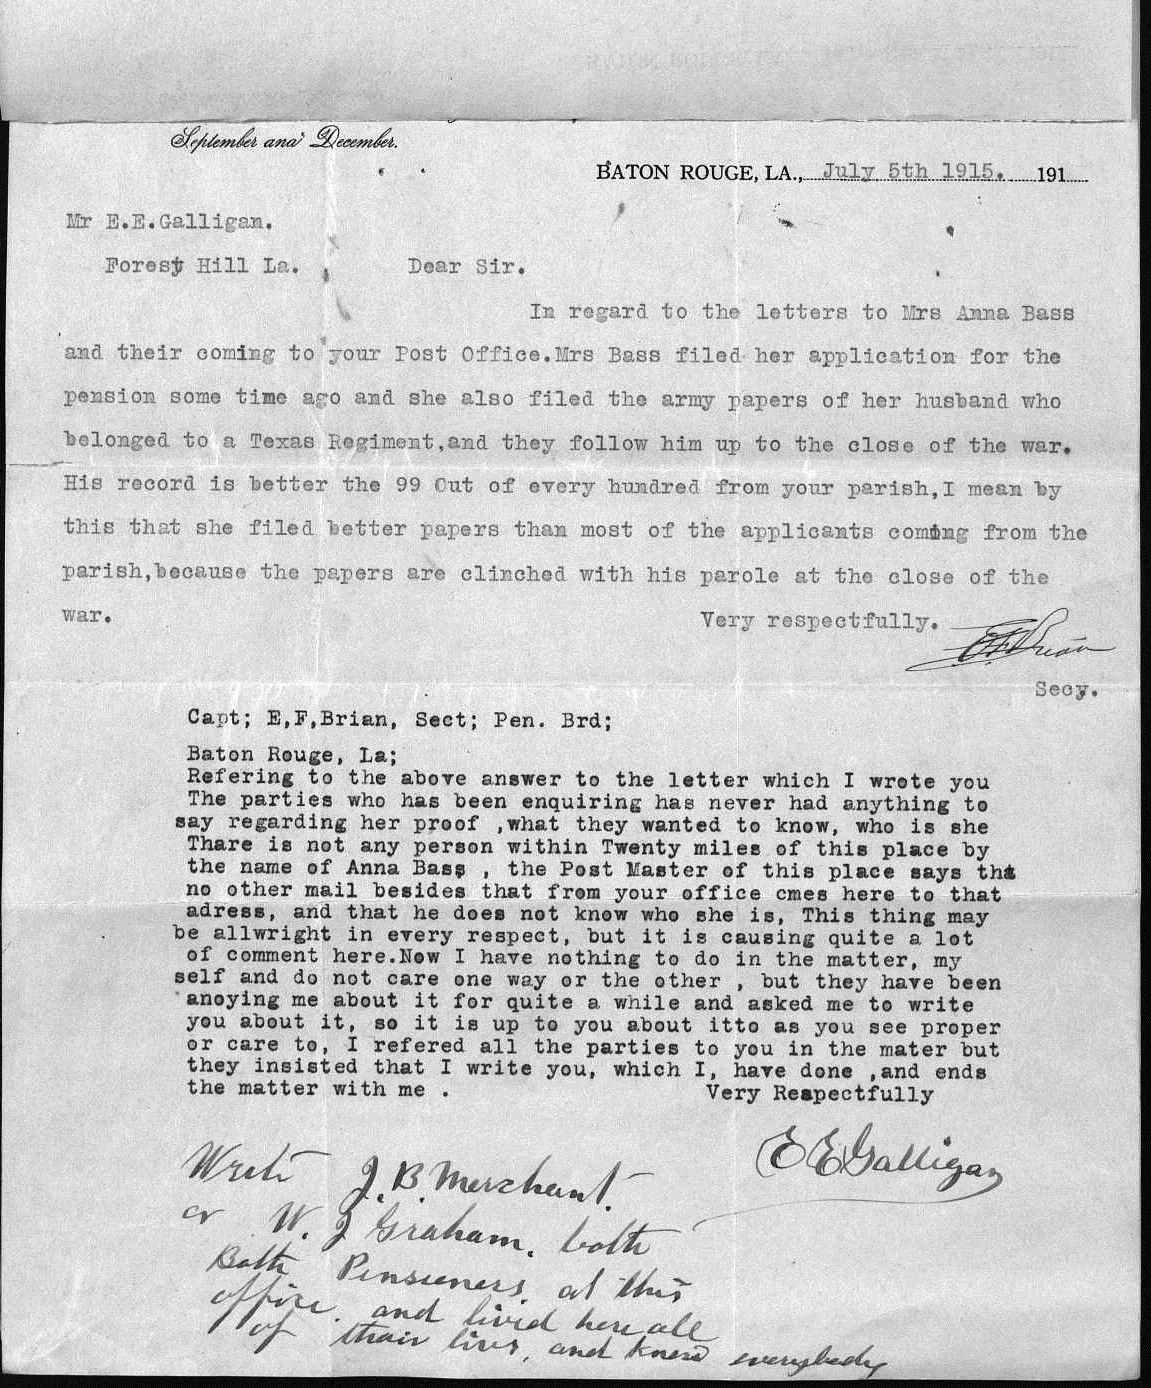 September and December.
BATON ROUGE, LA., July 5th 1915. 191
Mr E.E.Galligan.
Forest Hill La. Dear Sir.
In regard to the letters to Mrs Anna Bass
and their coming to your Post Office.Mrs Bass filed her application for the
pension some time ago and she also filed the army papers of her husband who
belonged to a Texas Regiment,and they follow him up to the close of the war.
His record is better the 99 Out of every hundred from your parish,I mean by
this that she filed better papers than most of the applicants coming from the
parish,because the papers are clinched with his parole at the close of the
war. Very respectfully.
E F Brian
Secy.
Capt; E,F,Brian, Sect; Pen. Brd;
Baton Rouge, La;
Refering to the above answer to the letter which I wrote you
The parties who has been enquiring has never had anything to
say regarding her proof ,what they wanted to know, who is she
Thare is not any person within Twenty miles of this place by
the name of Anna Bass , the Post Master of this place says tht
no other mail besides that from your office cmes here to that
adress, and that he does not know who she is, This thing may
be allwright in every respect, but it is causing quite a lot
of comment here.Now I have nothing to do in the matter, my
self and do not care one way or the other , but they have been
anoying me about it for quite a while and asked me to write
you about it, so it is up to you about itto as you see proper
or care to, I refered all the parties to you in the mater but
they insisted that I write you, which I, have done ,and ends
the matter with me . Very Respectfully
E E Galligan
Write J. B. Merchant.
or W. J Graham. both
Both Pensieners at this
office. and livid here all
of thair lives, and knows everybody